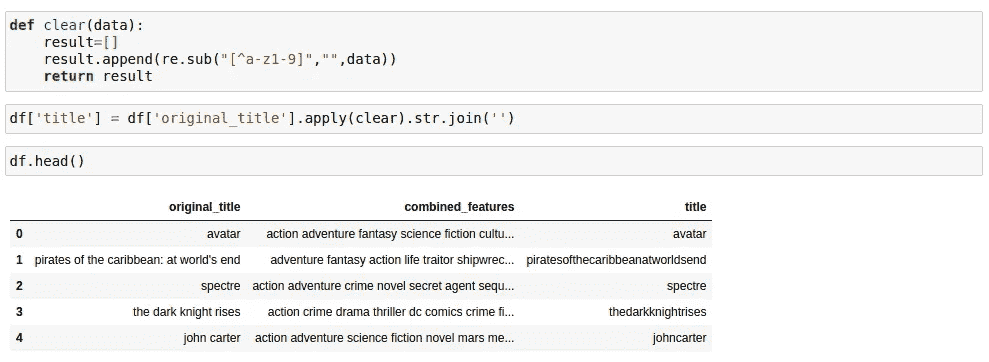 def clear(data):
    result=[]
    result.append(re.sub("[^a-z1-9]","",data))
    return result
df['title'] = df['original_title'].apply(clear).str.join('')
df.head()
original_title combined_features title
0 avatar action adventure fantasy science fiction cultu... avatar
1 pirates of the caribbean: at world's end adventure fantasy action life traitor shipwrec... piratesofthecaribbeanatworldsend
2 spectre action adventure crime novel secret agent sequ... spectre
3 the dark knight rises action crime drama thriller dc comics crime fi... thedarkknightrises
4 john carter action adventure science fiction novel mars me... johncarter